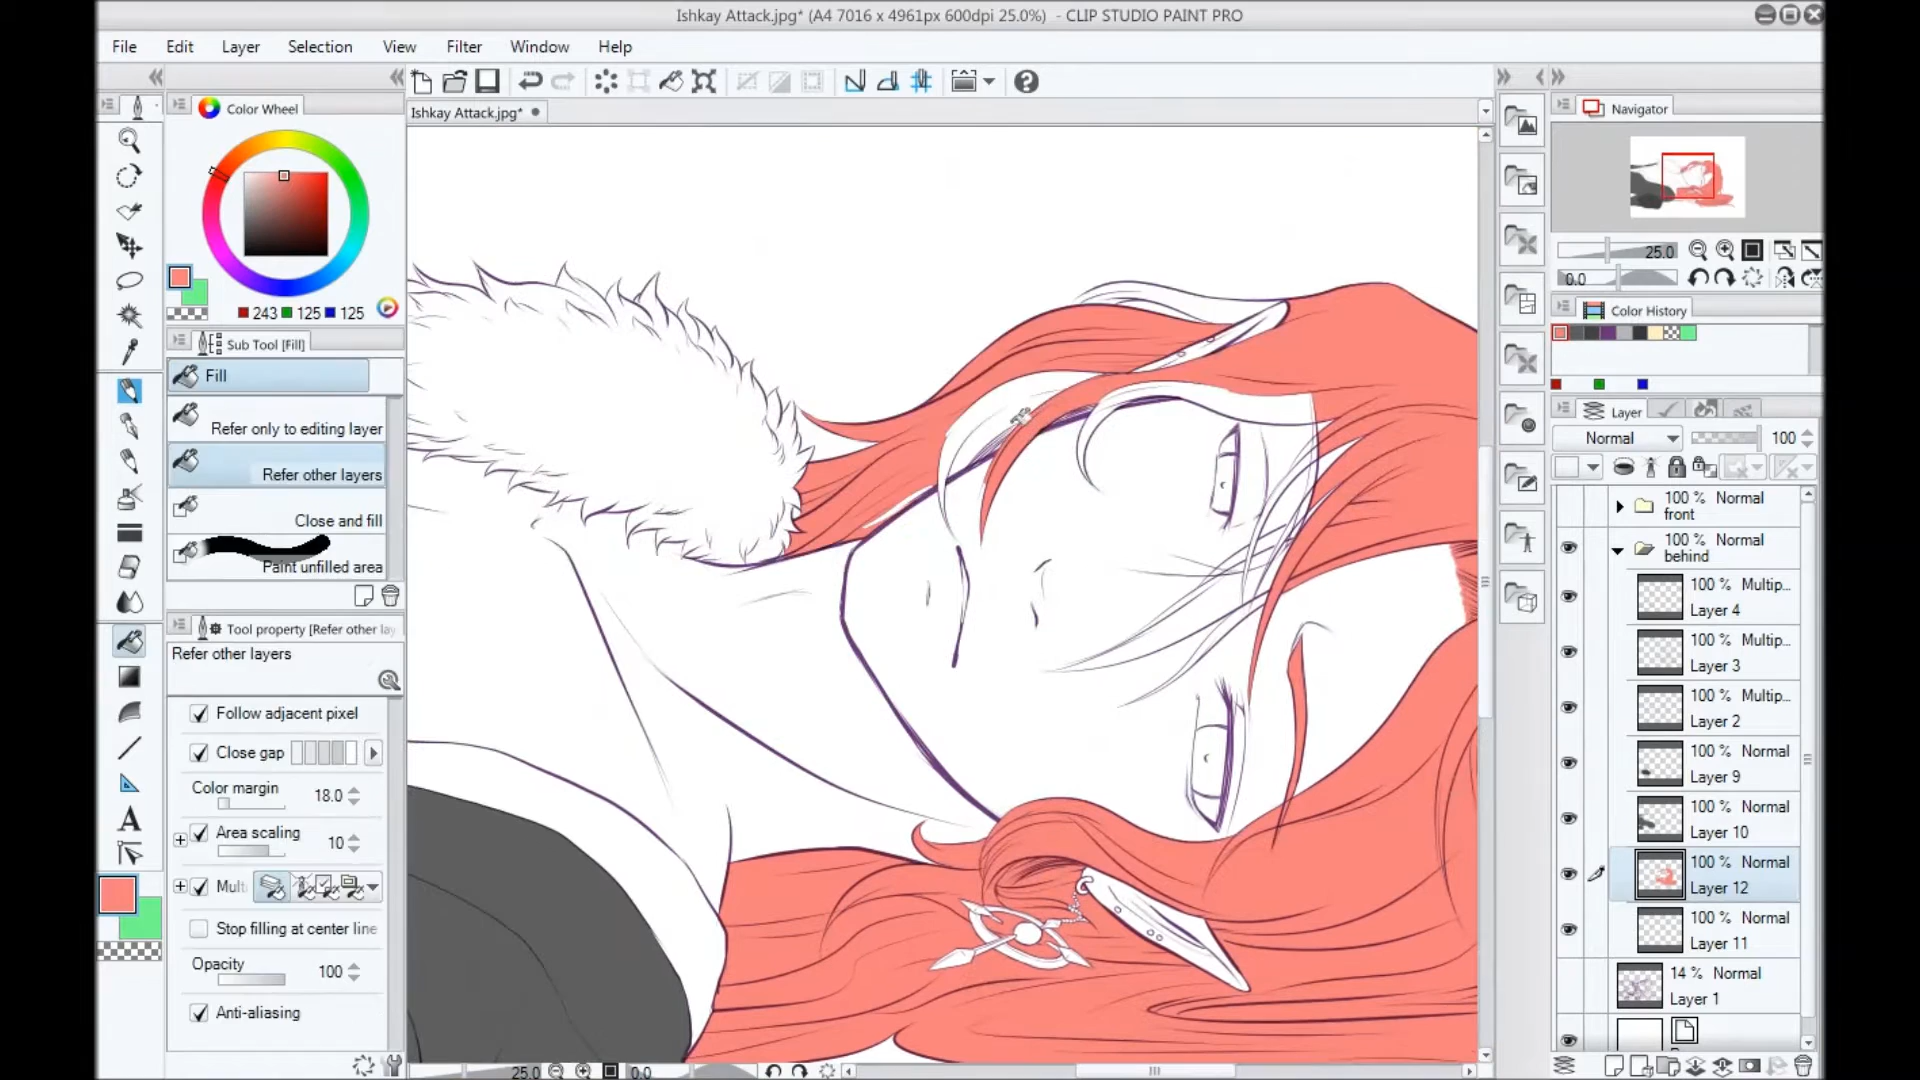 Ishkay Attack.jpg* (A4 7016 x 4961px 600dpi 25.0%) - CLIP STUDIO PAINT PRO
File Edit Layer Selection View Filter Window Help
Color Wheel
Ishkay Attack.jpg*
Navigator
243 125 125
Sub Tool [Fill]
Fill
Refer only to editing layer
Refer other layers
Close and fill
Paint unfilled area
Tool property [Refer other lay
Refer other layers
Follow adjacent pixel
Close gap
Color margin 18.0
Area scaling 10
Mult
Stop filling at center line
Opacity 100
Anti-aliasing
25.0 0.0
25.0
0.0
Color History
Layer
Normal 100
100 % Normal
front
100 % Normal
behind
100 % Multip...
Layer 4
100 % Multip...
Layer 3
100 % Multip...
Layer 2
100 % Normal
Layer 9
100 % Normal
Layer 10
100 % Normal
Layer 12
100 % Normal
Layer 11
14 % Normal
Layer 1